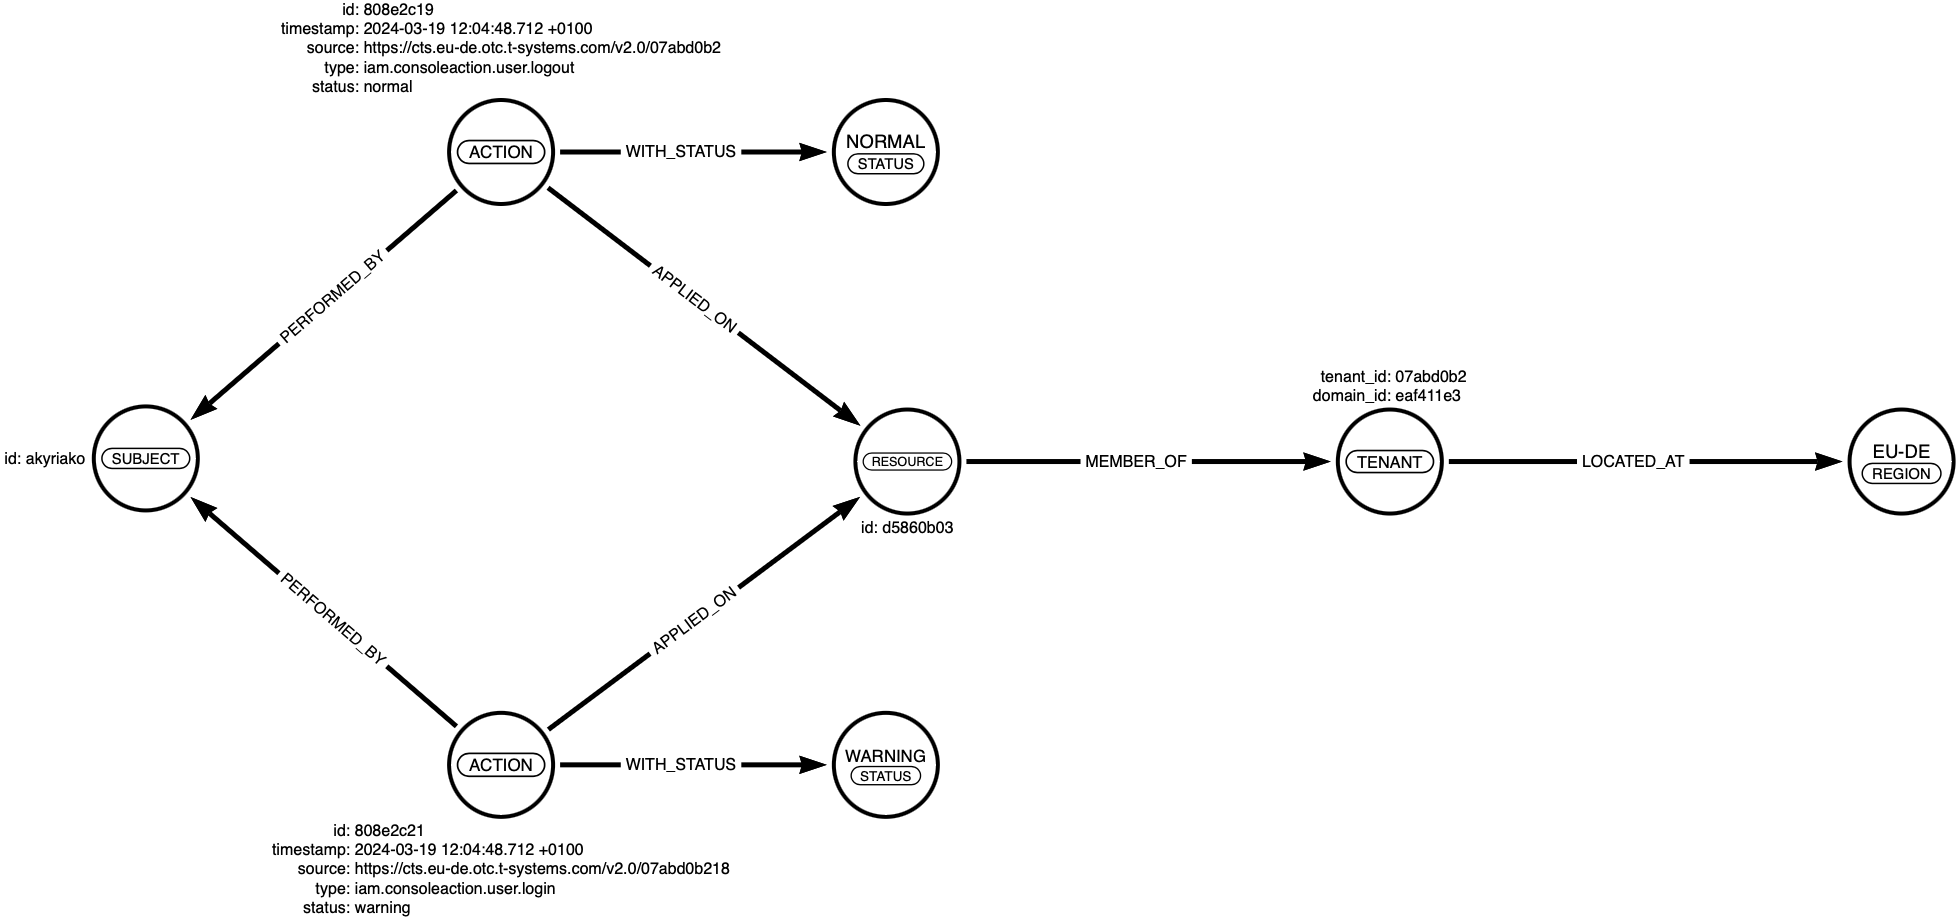 id: 808e2c19
timestamp: 2024-03-19 12:04:48.712 +0100
source: https://cts.eu-de.otc.t-systems.com/v2.0/07abd0b2
type: iam.consoleaction.user.logout
status: normal
ACTION
WITH_STATUS
NORMAL
STATUS
PERFORMED_BY
APPLIED_ON
tenant_id: 07abd0b2
domain_id: eaf411e3
id: akyriako
SUBJECT
RESOURCE
id: d5860b03
MEMBER_OF
TENANT
LOCATED_AT
EU-DE
REGION
PERFORMED_BY
APPLIED_ON
ACTION
WITH_STATUS
WARNING
STATUS
id: 808e2c21
timestamp: 2024-03-19 12:04:48.712 +0100
source: https://cts.eu-de.otc.t-systems.com/v2.0/07abd0b218
type: iam.consoleaction.user.login
status: warning